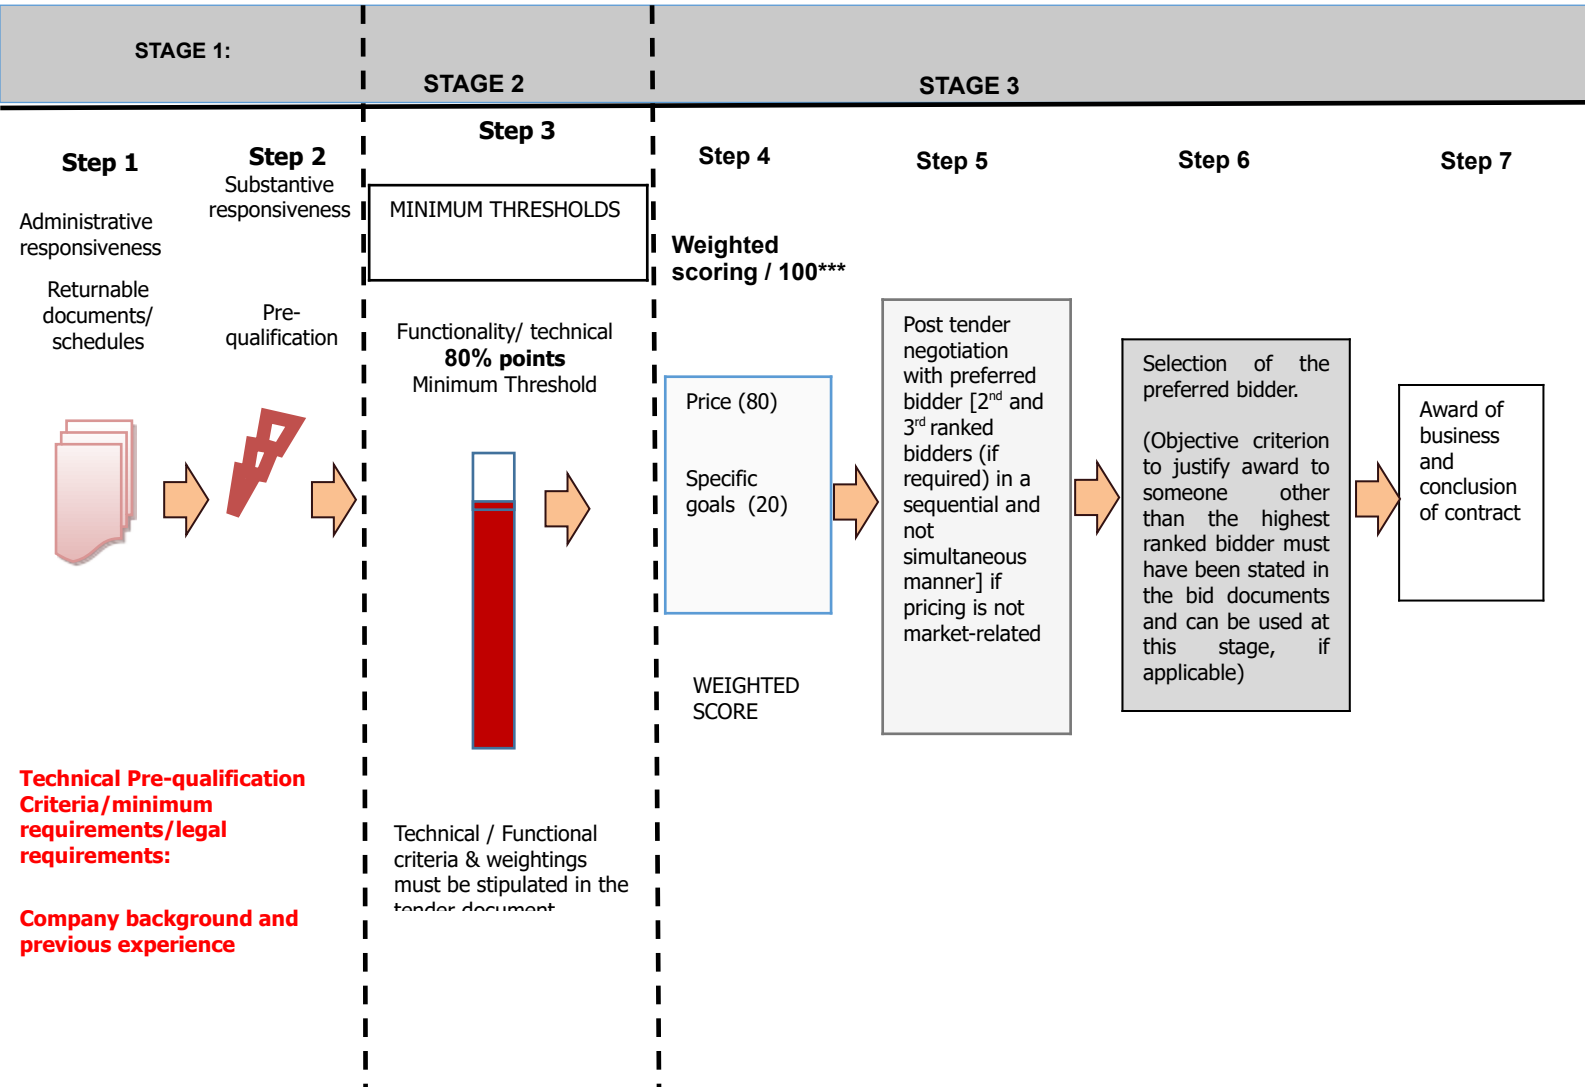 STAGE 1:
STAGE 2
STAGE 3
Step 1
Administrative
responsiveness
Returnable
documents/
schedules
Step 2
Substantive
responsiveness
Pre-
qualification
Technical Pre-qualification
Criteria/minimum
requirements/legal
requirements:
Company background and
previous experience
Step 3
MINIMUM THRESHOLDS
Functionality/ technical
80% points
Minimum Threshold
Technical / Functional
criteria & weightings
must be stipulated in the
tender document
Step 4
Weighted
scoring / 100***
Price (80)
Specific
goals (20)
WEIGHTED
SCORE
Step 5
Post tender
negotiation
with preferred
bidder [2nd and
3rd ranked
bidders (if
required) in a
sequential and
not
simultaneous
manner] if
pricing is not
market-related
Step 6
Selection of the
preferred bidder.
(Objective criterion
to justify award to
someone other
than the highest
ranked bidder must
have been stated in
the bid documents
and can be used at
this stage, if
applicable)
Step 7
Award of
business
and
conclusion
of contract